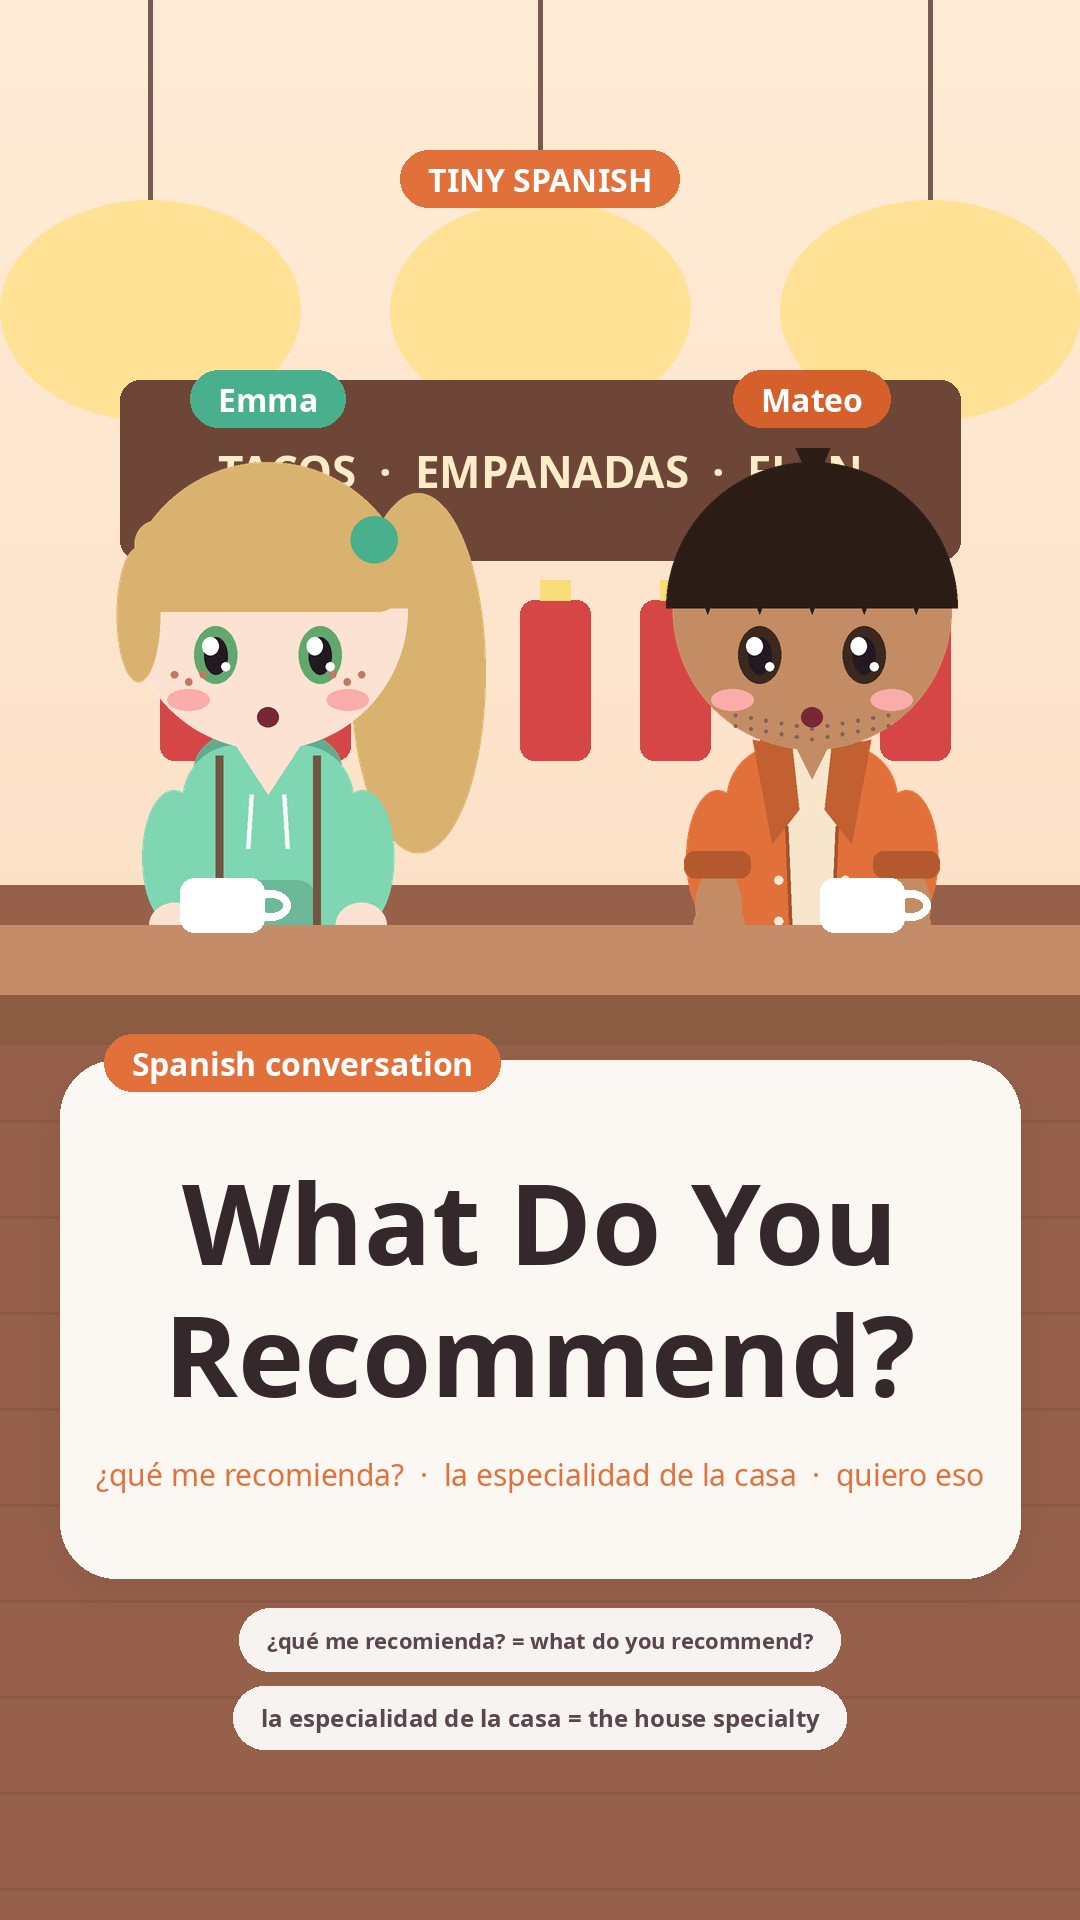 TINY SPANISH
Emma
Mateo
· EMPANADAS ·
Spanish conversation
What Do You
Recommend?
¿qué me recomienda? · la especialidad de la casa · quiero eso
¿qué me recomienda? = what do you recommend?
la especialidad de la casa = the house specialty